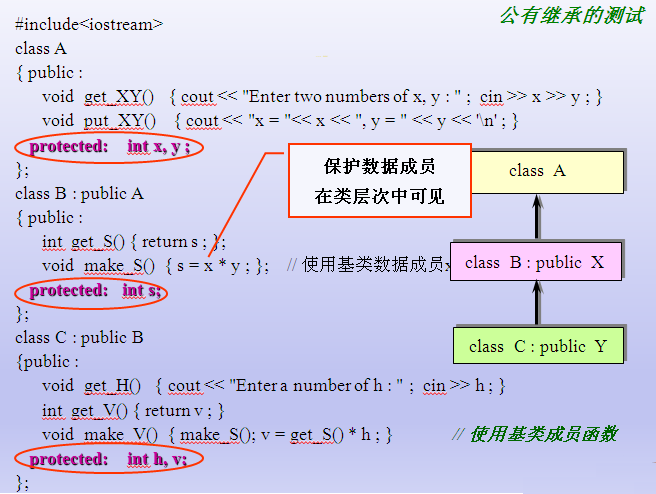 公有继承的测试
#include<iostream>
class A
{ public :
void get_XY() { cout << "Enter two numbers of x, y : " ; cin >> x >> y ; }
void put_XY() { cout << "x = "<< x << ", y = " << y << '\n' ; }
protected: int x, y ;
};
class B : public A
{ public :
int get_S() { return s ; };
void make_S() { s = x * y ; }; // 使用基类数据成员x
protected: int s;
};
class C : public B
{public :
void get_H() { cout << "Enter a number of h : " ; cin >> h ; }
int get_V() { return v ; }
void make_V() { make_S(); v = get_S() * h ; } // 使用基类成员函数
protected: int h, v;
};
保护数据成员
在类层次中可见
class A
class B : public X
class C : public Y